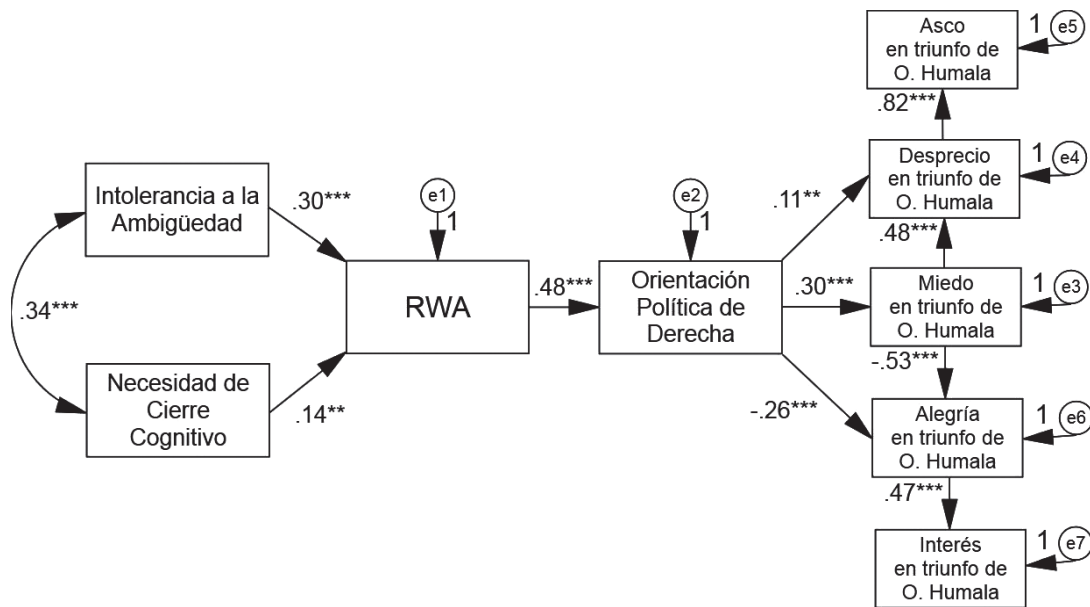 Asco
en triunfo de
O. Humala
1
e5
.82***
Intolerancia a la
Ambigüedad
.30***
e1
1
e2
1
.11**
Desprecio
en triunfo de
O. Humala
1
e4
.48***
.34***
RWA
.48***
Orientación
Política de
Derecha
.30***
Miedo
en triunfo de
O. Humala
1
e3
-.53***
Necesidad de
Cierre
Cognitivo
.14**
-.26***
Alegría
en triunfo de
O. Humala
1
e6
.47***
Interés
en triunfo de
O. Humala
1
e7